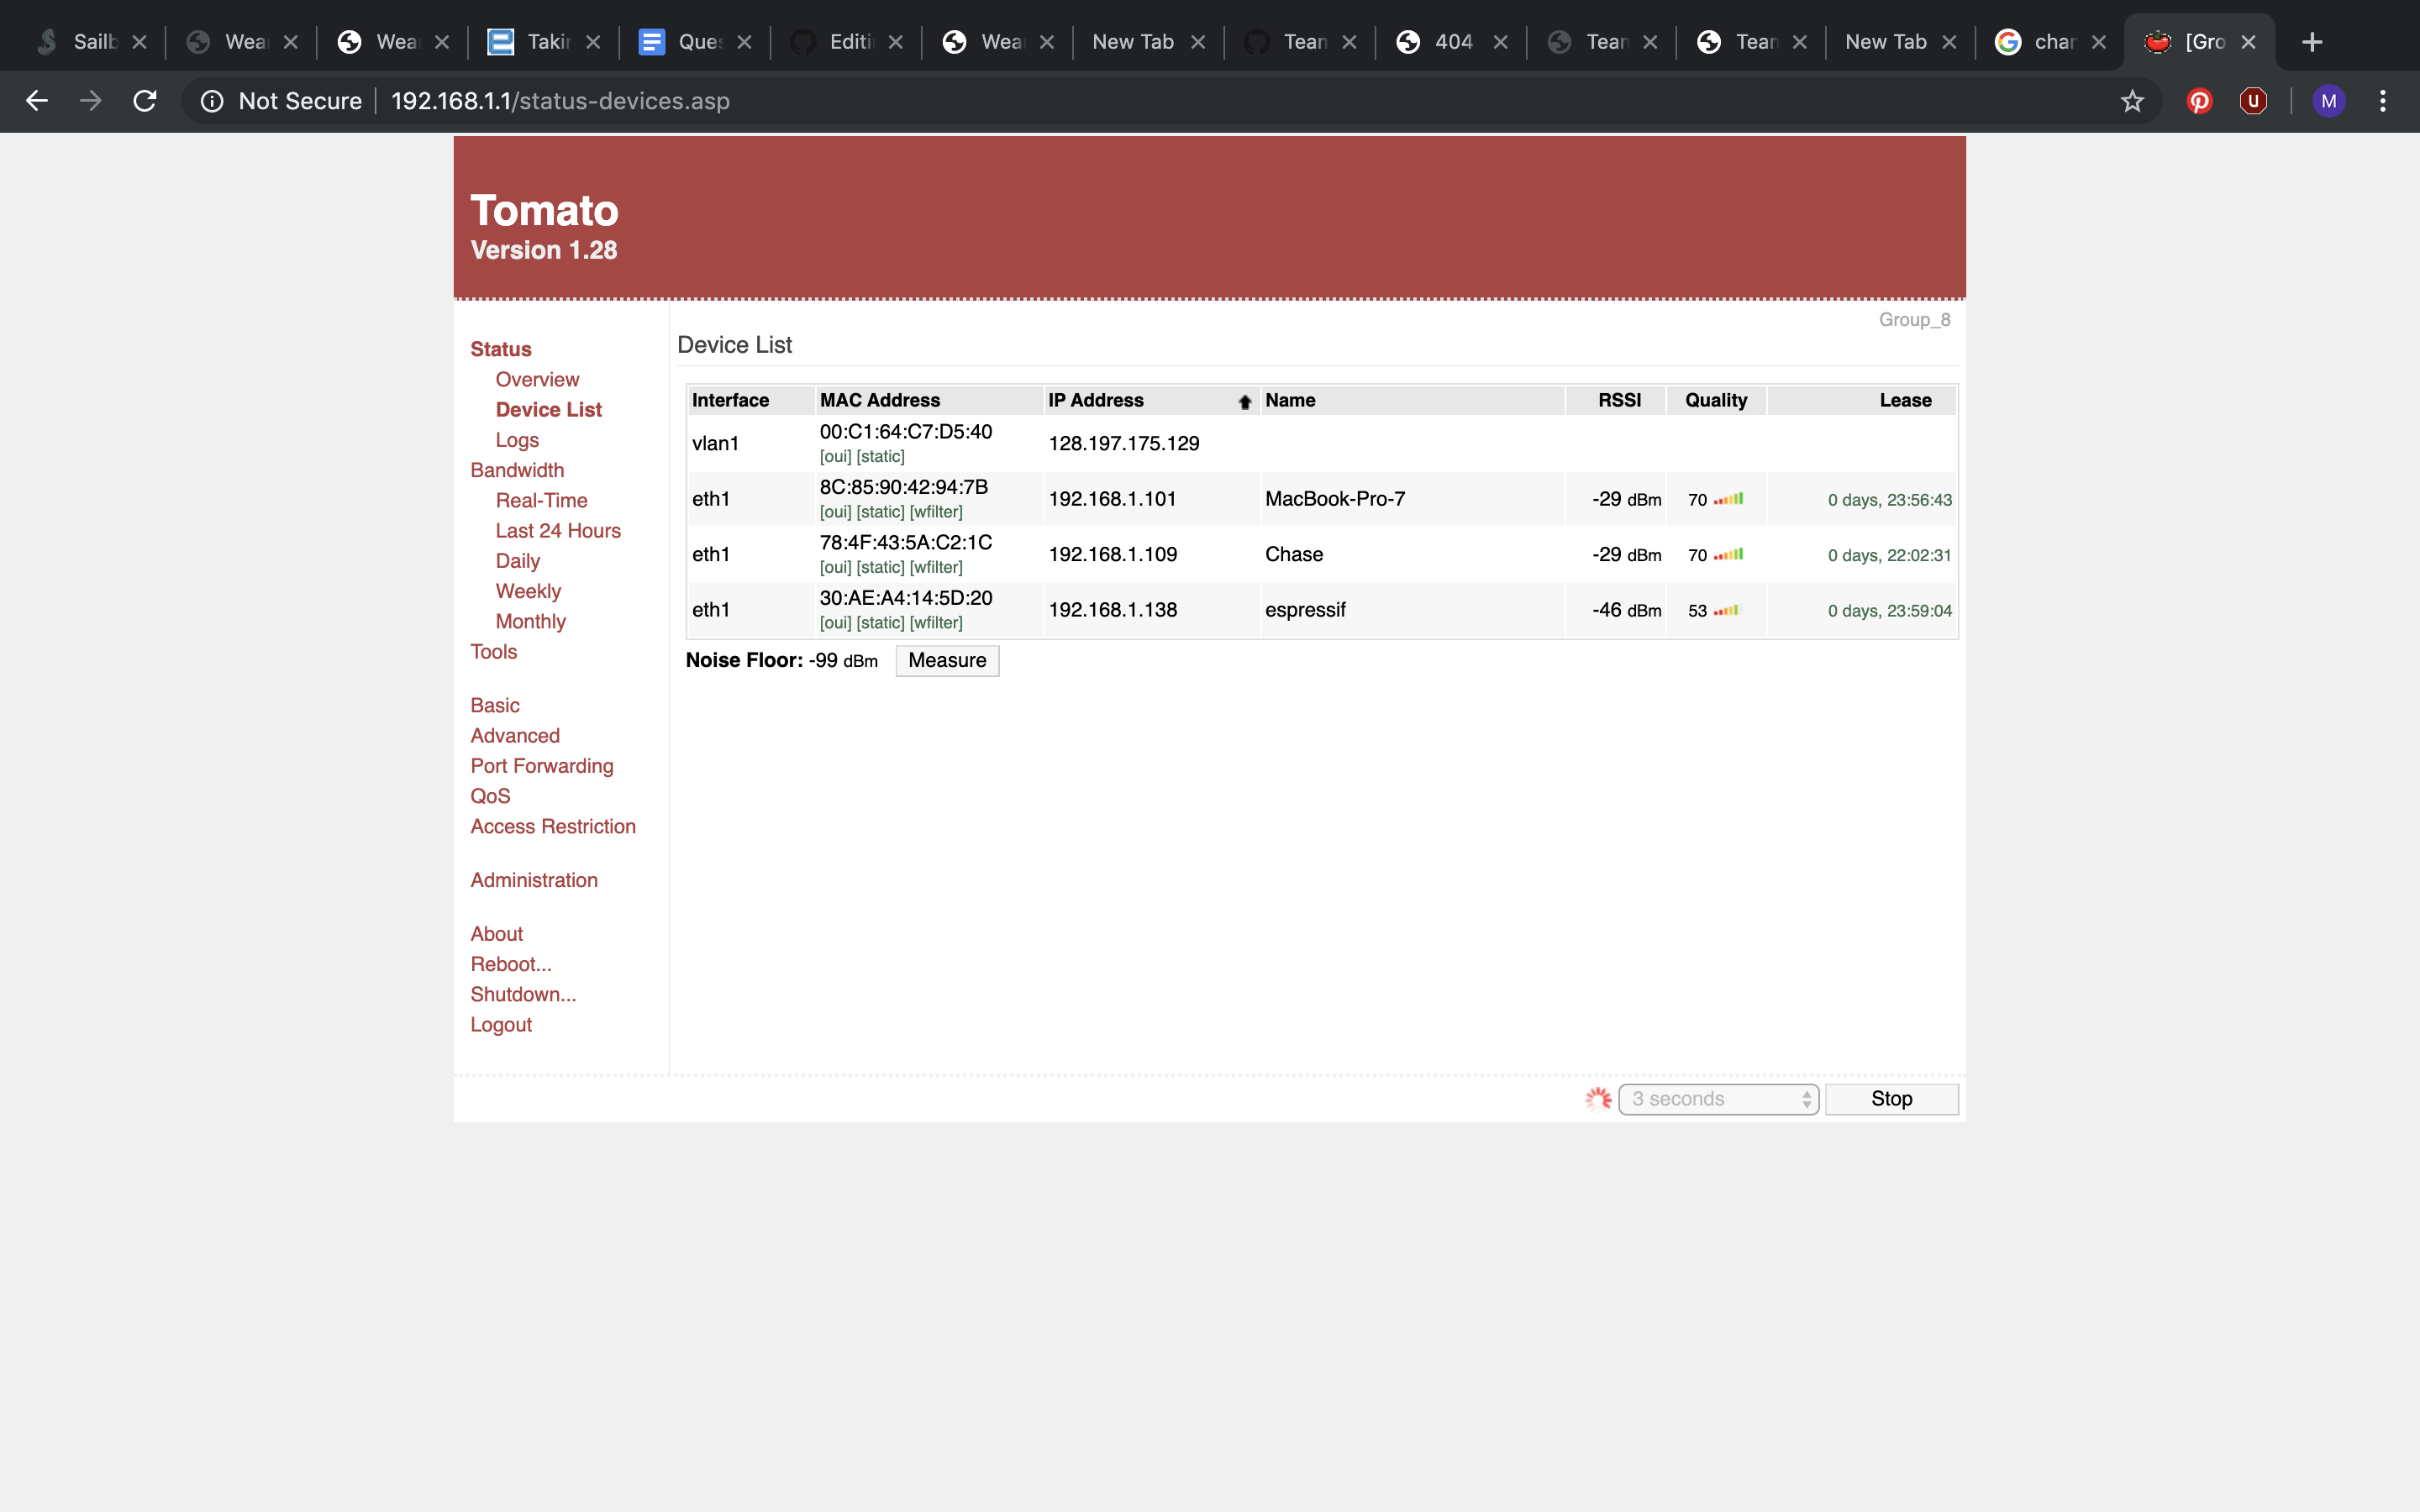 Sailb Wear Wear Takin Ques Editi Wear New Tab Team 404 Team Team New Tab char [Gro
Not Secure 192.168.1.1/status-devices.asp M
Tomato
Version 1.28
Group_8
Status
Overview
Device List
Logs
Bandwidth
Real-Time
Last 24 Hours
Daily
Weekly
Monthly
Tools
Basic
Advanced
Port Forwarding
QoS
Access Restriction
Administration
About
Reboot...
Shutdown...
Logout
Device List
Interface MAC Address IP Address Name RSSI Quality Lease
vlan1 00:C1:64:C7:D5:40 128.197.175.129
[oui] [static]
eth1 8C:85:90:42:94:7B 192.168.1.101 MacBook-Pro-7 -29 dBm 70 0 days, 23:56:43
[oui] [static] [wfilter]
eth1 78:4F:43:5A:C2:1C 192.168.1.109 Chase -29 dBm 70 0 days, 22:02:31
[oui] [static] [wfilter]
eth1 30:AE:A4:14:5D:20 192.168.1.138 espressif -46 dBm 53 0 days, 23:59:04
[oui] [static] [wfilter]
Noise Floor: -99 dBm Measure
3 seconds Stop